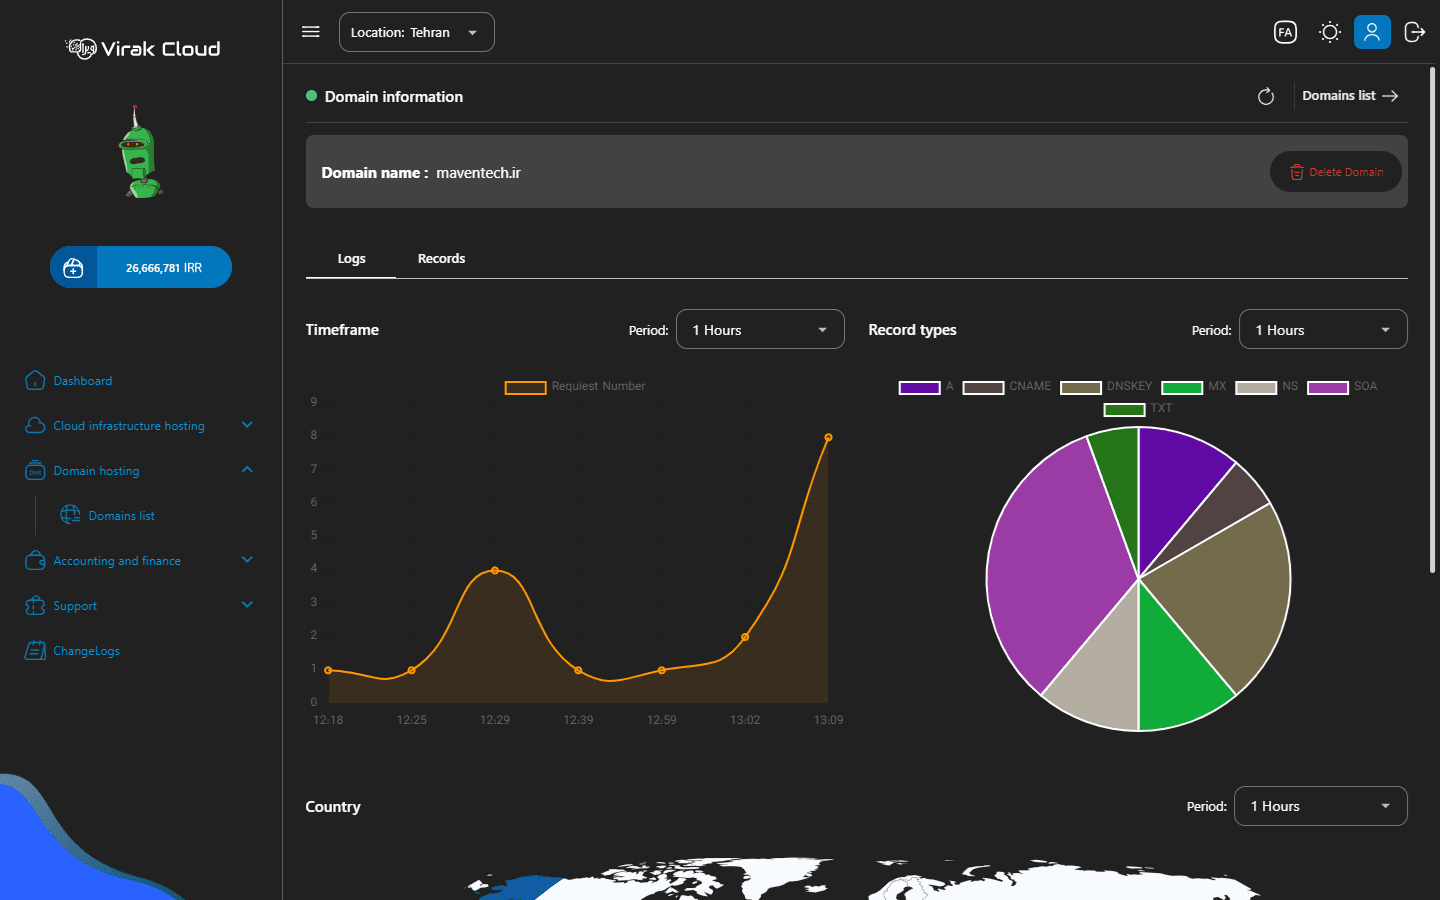 Virak Cloud
Location: Tehran
FA
Domain information
Domains list
Domain name : maventech.ir
Delete Domain
26,666,781 IRR
Logs
Records
Timeframe
Period:
1 Hours
Record types
Period:
1 Hours
Dashboard
Cloud infrastructure hosting
Domain hosting
Domains list
Accounting and finance
Support
ChangeLogs
Requiest Number
9
8
7
6
5
4
3
2
1
0
12:18
12:25
12:29
12:39
12:59
13:02
13:09
A
CNAME
DNSKEY
MX
NS
SOA
TXT
Country
Period:
1 Hours